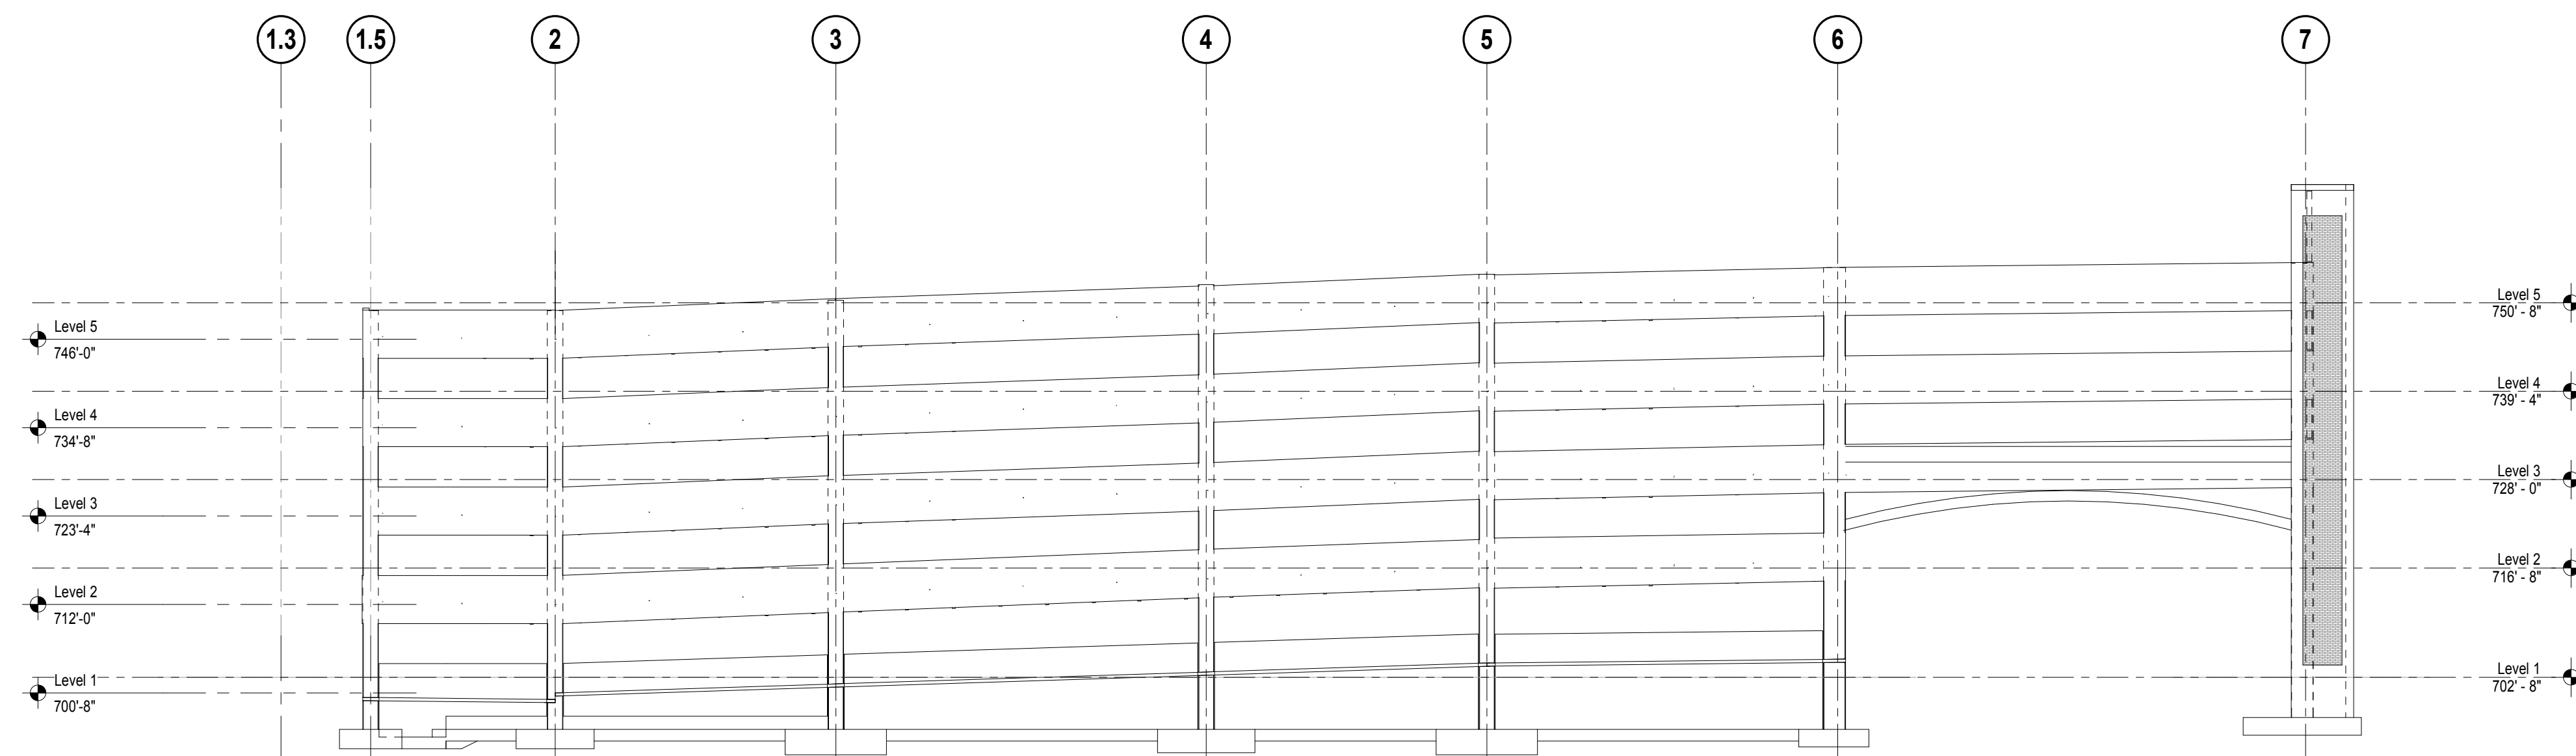 1.3
1.5
2
3
4
5
6
7
Level 5
746'-0"
Level 4
734'-8"
Level 3
723'-4"
Level 2
712'-0"
Level 1
700'-8"
Level 5
750' - 8"
Level 4
739' - 4"
Level 3
728' - 0"
Level 2
716' - 8"
Level 1
702' - 8"